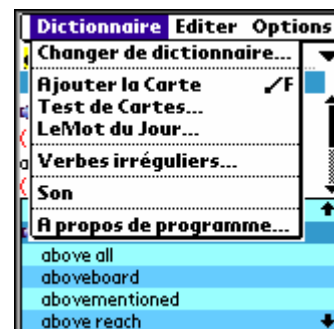 Dictionnaire Editer Options
Changer de dictionnaire...
Ajouter la Carte ✓F
Test de Cartes...
LeMot du Jour...
Verbes irréguliers...
Son
A propos de programme...
above all
aboveboard
abovementioned
above reach